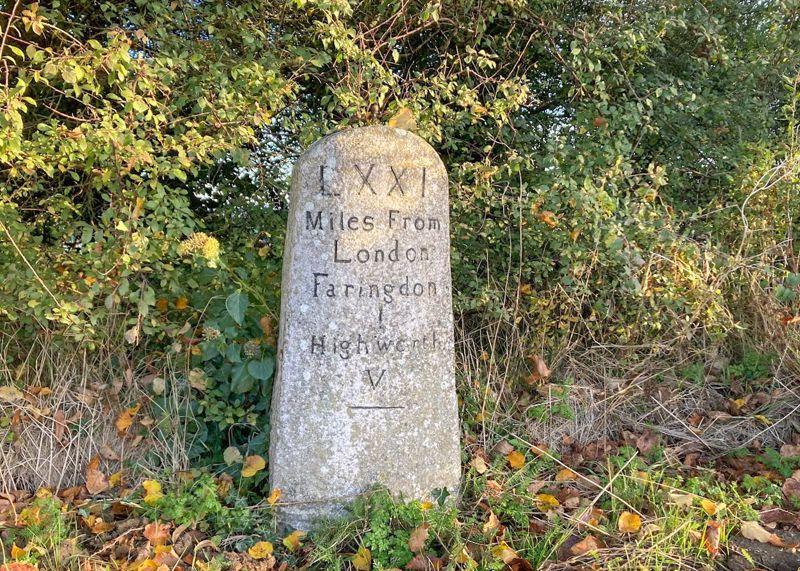 LXXI
Miles From
London
Faringdon
I
Highworth
V